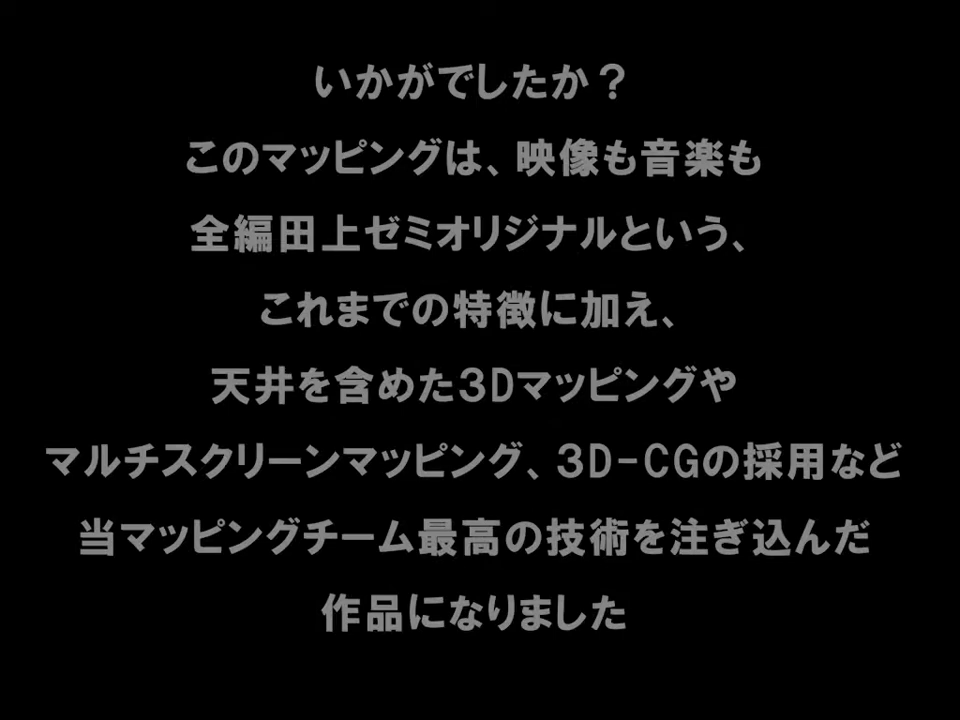 いかがでしたか？
このマッピングは、映像も音楽も
全編田上ゼミオリジナルという、
これまでの特徴に加え、
天井を含めた３Dマッピングや
マルチスクリーンマッピング、３D-CGの採用など
当マッピングチーム最高の技術を注ぎ込んだ
作品になりました